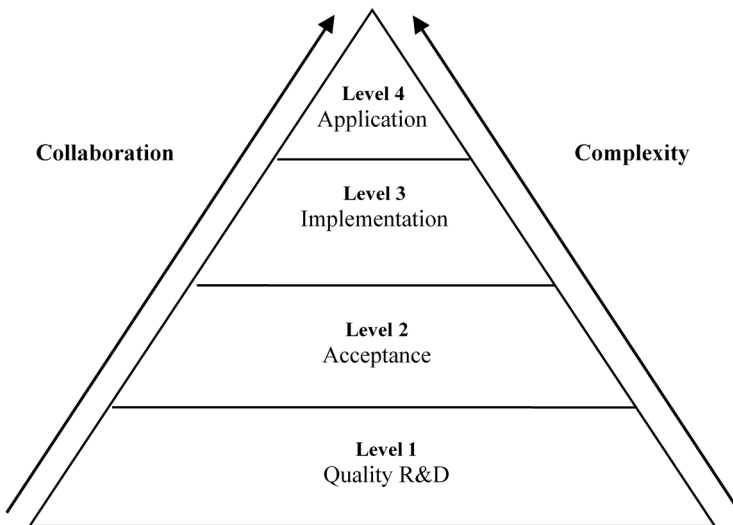 Level 4
Application
Collaboration
Complexity
Level 3
Implementation
Level 2
Acceptance
Level 1
Quality R&D